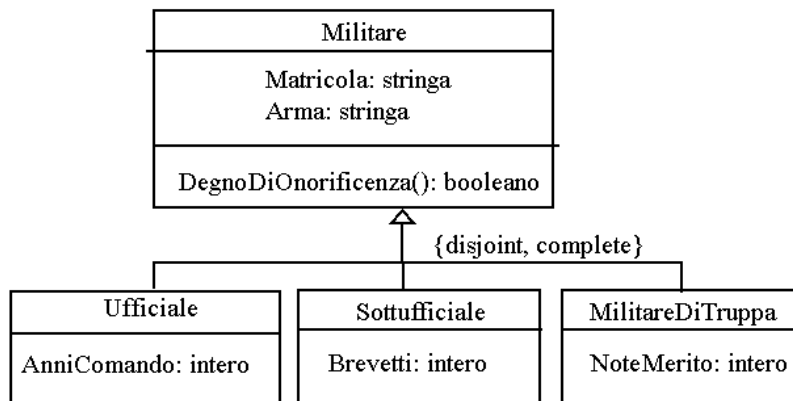 Militare
Matricola: stringa
Arma: stringa
DegnoDiOnorificenza(): booleano
{disjoint, complete}
Ufficiale
AnniComando: intero
Sottufficiale
Brevetti: intero
MilitareDiTruppa
NoteMerito: intero